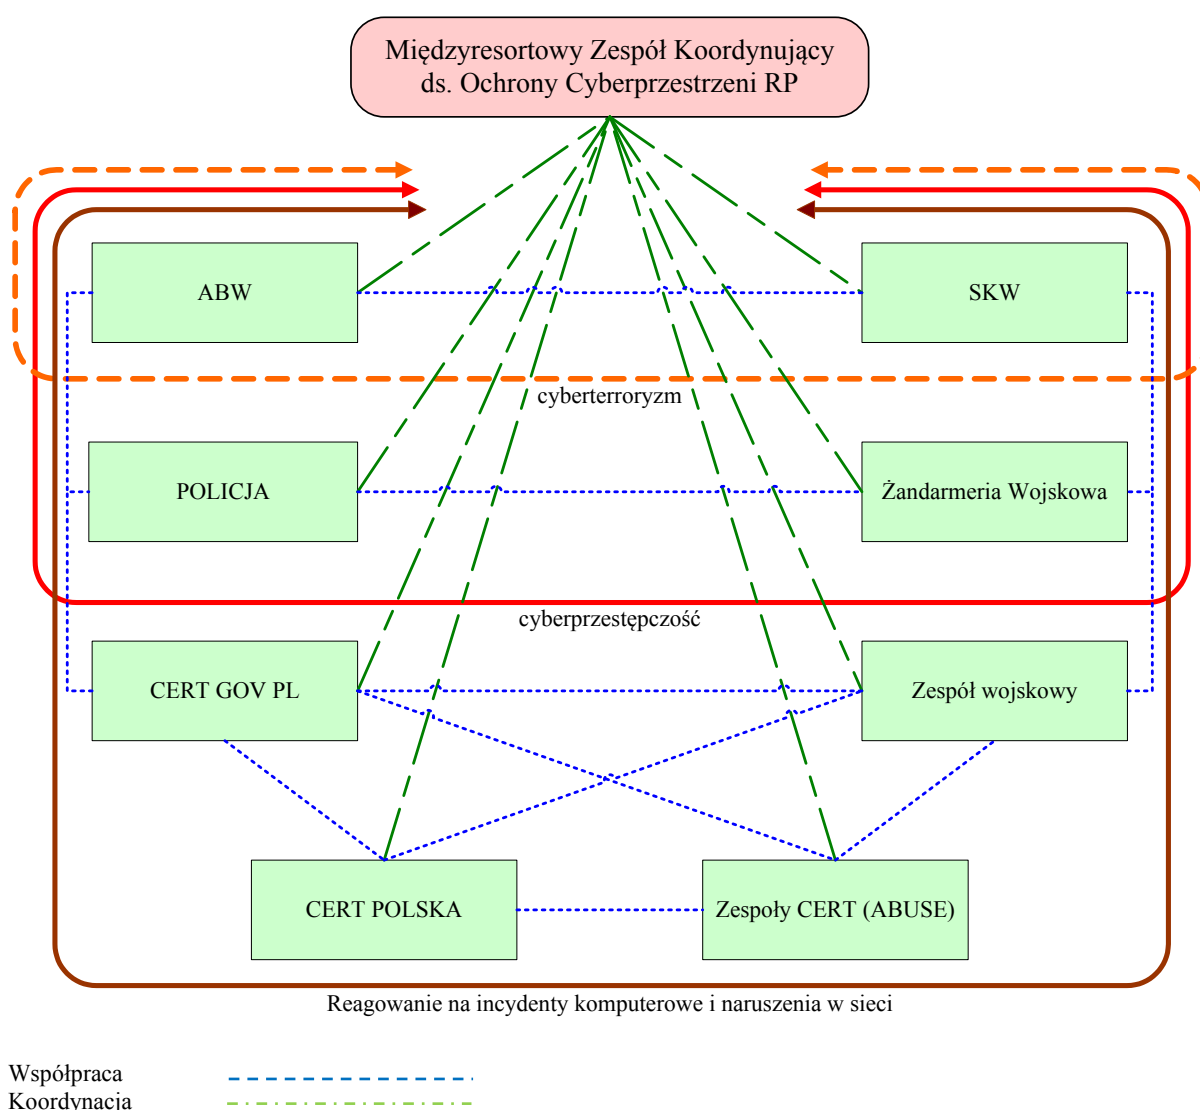 Międzyresortowy Zespół Koordynujący
ds. Ochrony Cyberprzestrzeni RP
ABW
SKW
cyberterroryzm
POLICJA
Żandarmeria Wojskowa
cyberprzestępczość
CERT GOV PL
Zespół wojskowy
CERT POLSKA
Zespoły CERT (ABUSE)
Reagowanie na incydenty komputerowe i naruszenia w sieci
Współpraca
Koordynacja